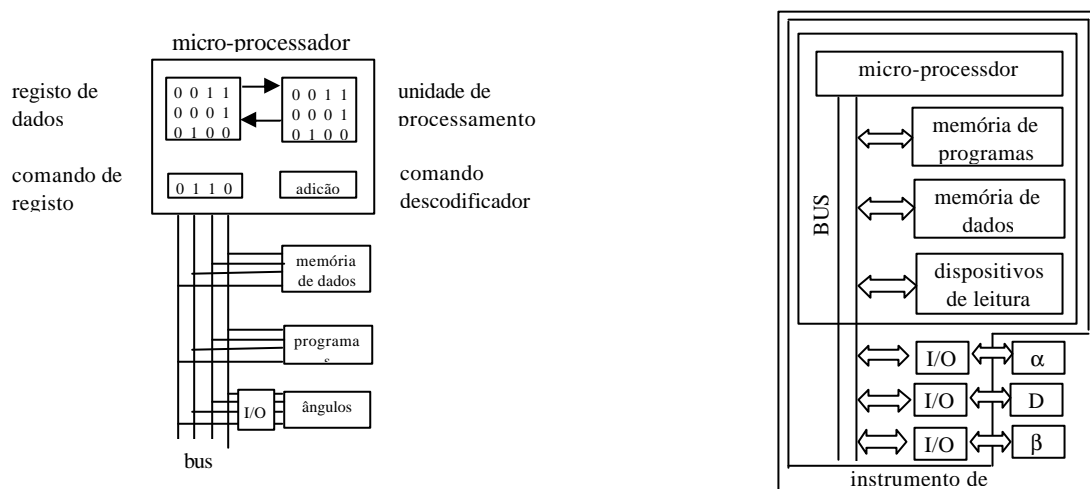 micro-processador
registo de
dados
0 0 1 1
0 0 0 1
0 1 0 0
0 0 1 1
0 0 0 1
0 1 0 0
unidade de
processamento
comando de
registo
0 1 1 0
adicão
comando
descodificador
memória
de dados
programa
s
I/O
ângulos
bus
micro-processdor
BUS
memória de
programas
memória de
dados
dispositivos
de leitura
I/O
α
I/O
D
I/O
β
instrumento de